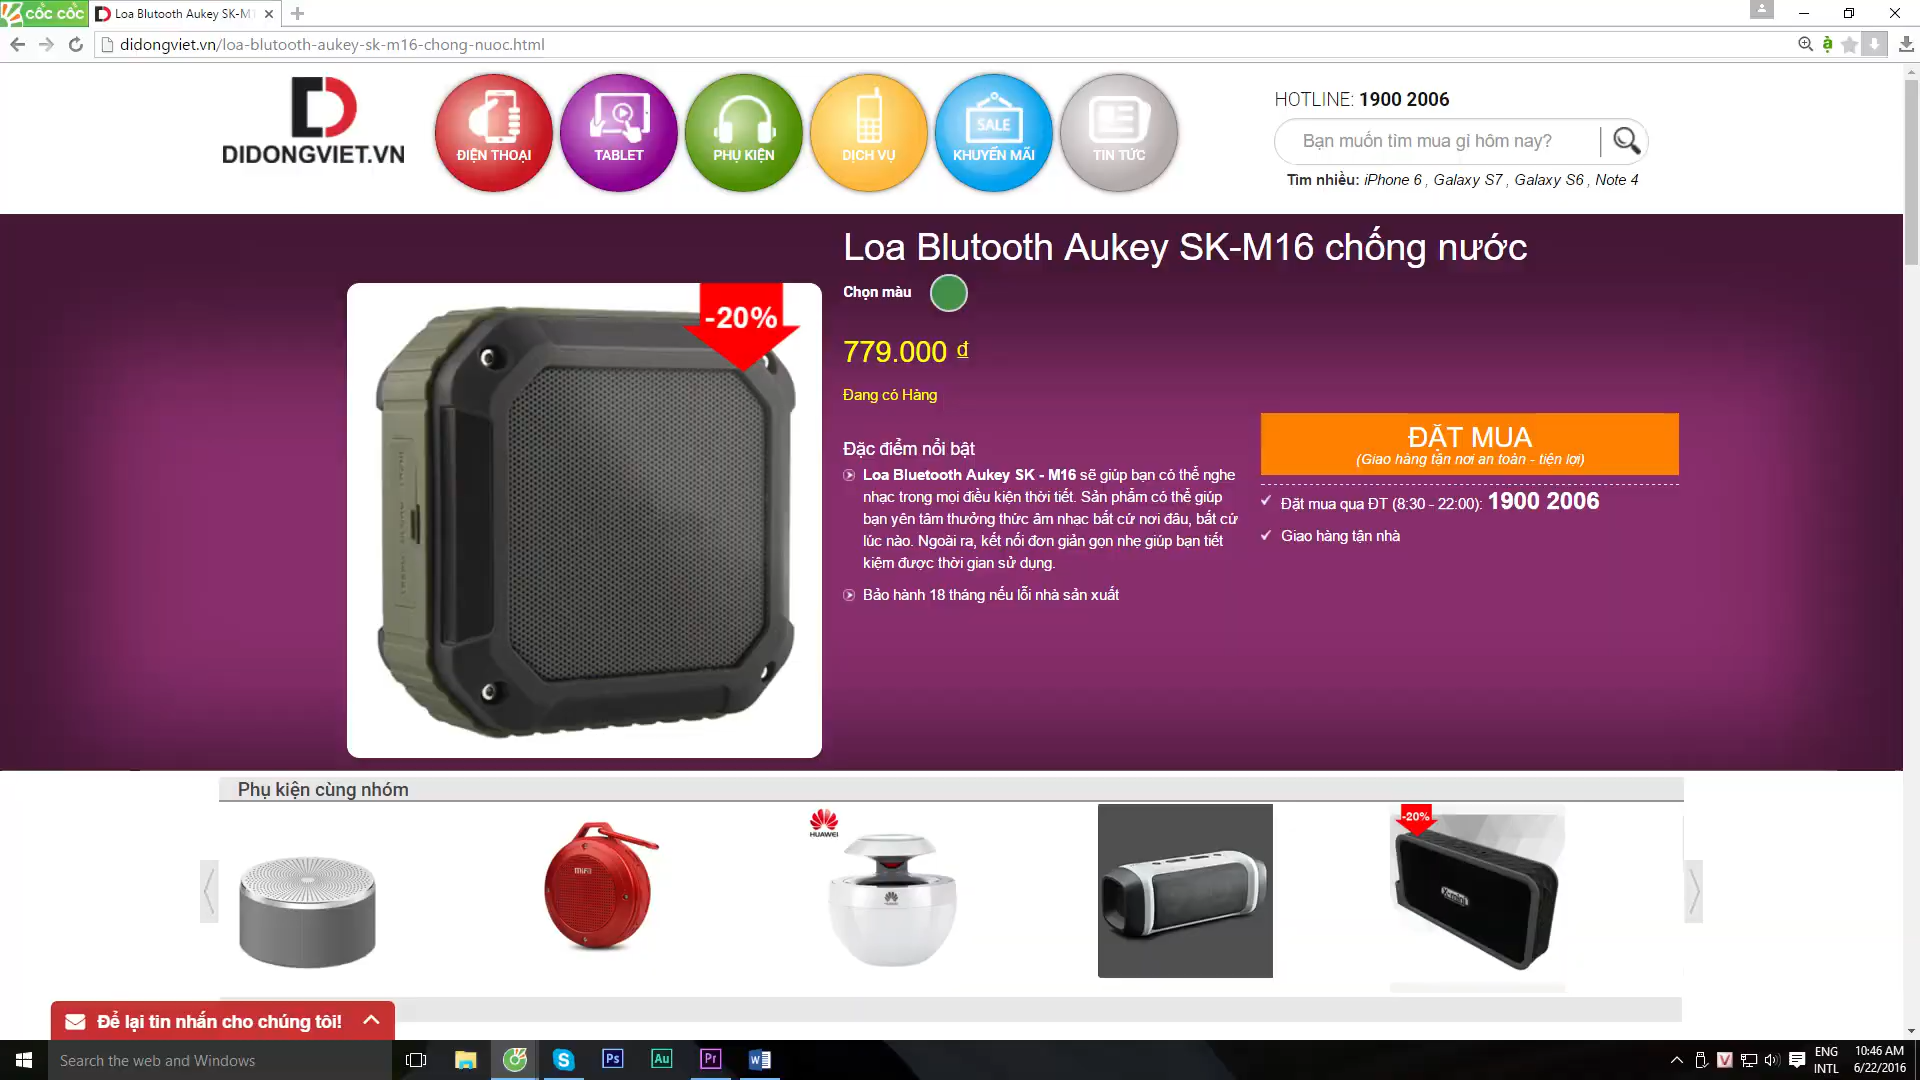 cốc cốc
Loa Blutooth Aukey SK-M1
didongviet.vn/loa-blutooth-aukey-sk-m16-chong-nuoc.html
DIDONGVIET.VN
ĐIỆN THOẠI
TABLET
PHỤ KIỆN
DỊCH VỤ
SALE
KHUYẾN MÃI
TIN TỨC
HOTLINE: 1900 2006
Bạn muốn tìm mua gì hôm nay?
Tìm nhiều: iPhone 6 , Galaxy S7 , Galaxy S6 , Note 4
Loa Blutooth Aukey SK-M16 chống nước
Chọn màu
-20%
779.000 ₫
Đang có Hàng
Đặc điểm nổi bật
Loa Bluetooth Aukey SK - M16 sẽ giúp bạn có thể nghe
nhạc trong mọi điều kiện thời tiết. Sản phẩm có thể giúp
bạn yên tâm thưởng thức âm nhạc bất cứ nơi đâu, bất cứ
lúc nào. Ngoài ra, kết nối đơn giản gọn nhẹ giúp bạn tiết
kiệm được thời gian sử dụng.
Bảo hành 18 tháng nếu lỗi nhà sản xuất
ĐẶT MUA
(Giao hàng tận nơi an toàn - tiện lợi)
Đặt mua qua ĐT (8:30 - 22:00): 1900 2006
Giao hàng tận nhà
Phụ kiện cùng nhóm
MIFA
HUAWEI
-20%
X-mini
Để lại tin nhắn cho chúng tôi!
Search the web and Windows
Ps
Au
Pr
ENG
INTL
10:46 AM
6/22/2016